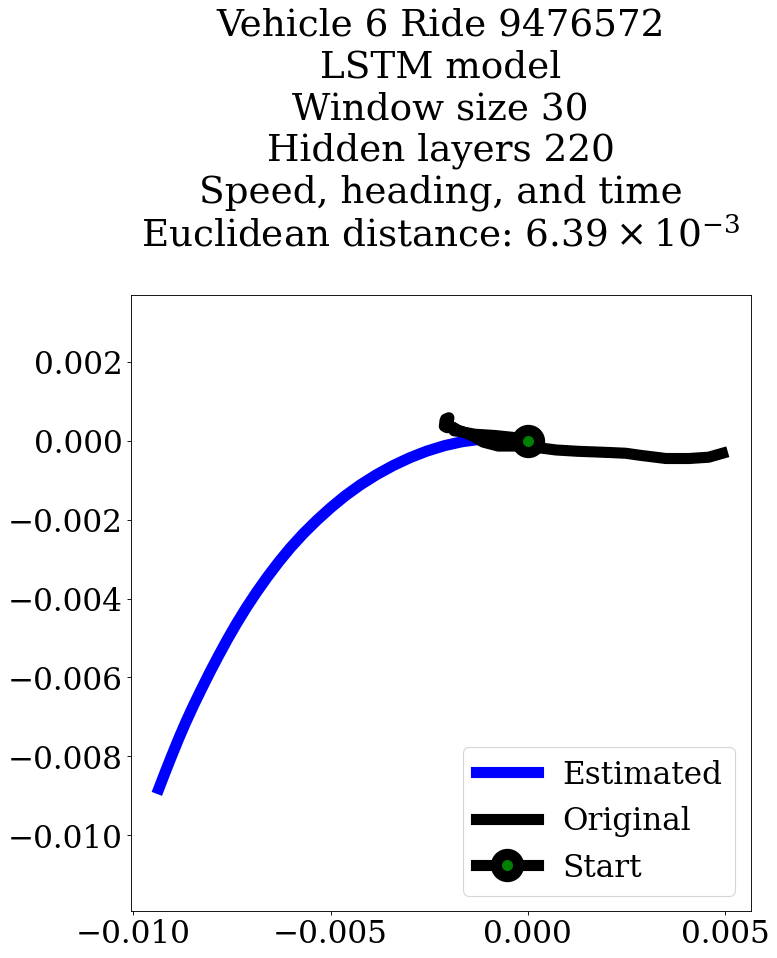 Vehicle 6 Ride 9476572
LSTM model
Window size 30
Hidden layers 220
Speed, heading, and time
Euclidean distance: 6.39 × 10⁻³
0.002
0.000
−0.002
−0.004
−0.006
−0.008
−0.010
Estimated
Original
Start
−0.010 −0.005 0.000 0.005